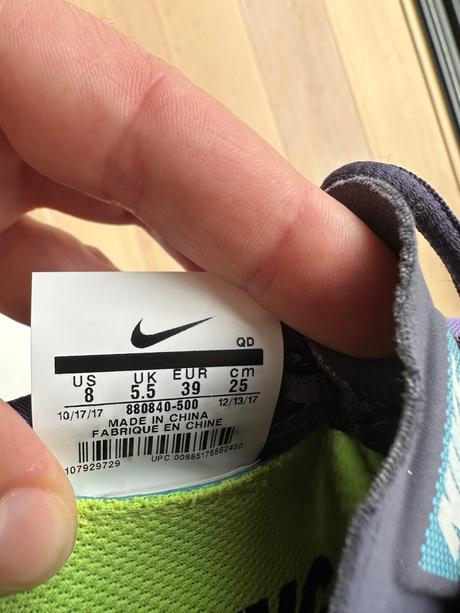 QD
US UK EUR cm
8 5.5 39 25
10/17/17 880840-500 12/13/17
MADE IN CHINA
FABRIQUE EN CHINE
107929729 UPC 00885176662450